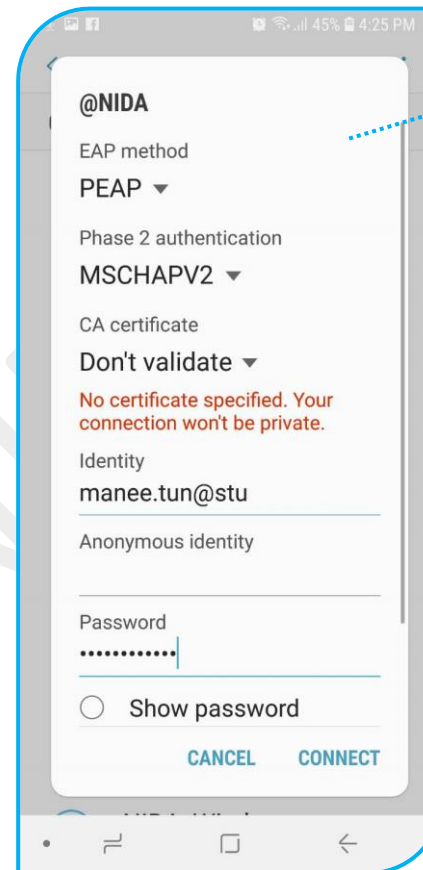 45% 4:25 PM
@NIDA
EAP method
PEAP
Phase 2 authentication
MSCHAPV2
CA certificate
Don't validate
No certificate specified. Your
connection won't be private.
Identity
manee.tun@stu
Anonymous identity
Password
••••••••••••
Show password
CANCEL CONNECT